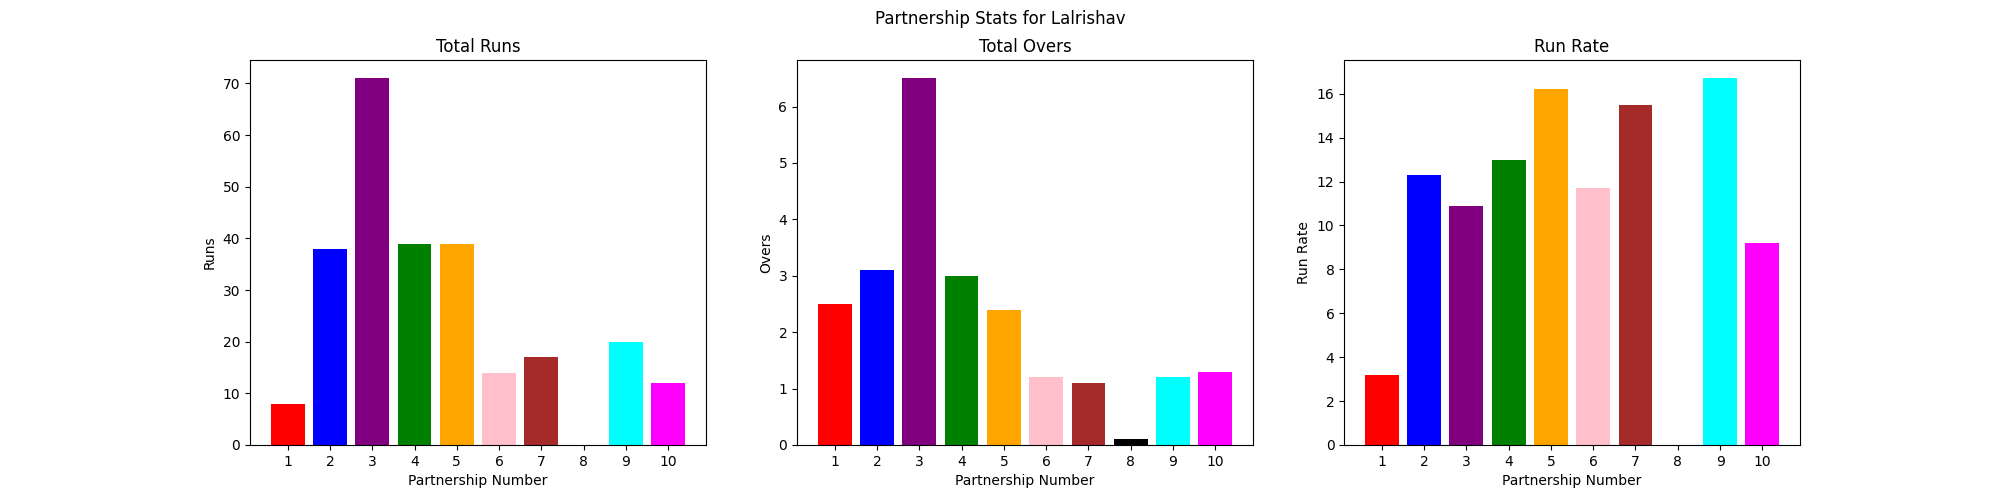 Partnership Stats for Lalrishav
Total Runs
70
60
50
40
30
20
10
0
Runs
1 2 3 4 5 6 7 8 9 10
Partnership Number
Total Overs
6
5
4
3
2
1
0
Overs
1 2 3 4 5 6 7 8 9 10
Partnership Number
Run Rate
16
14
12
10
8
6
4
2
0
Run Rate
1 2 3 4 5 6 7 8 9 10
Partnership Number